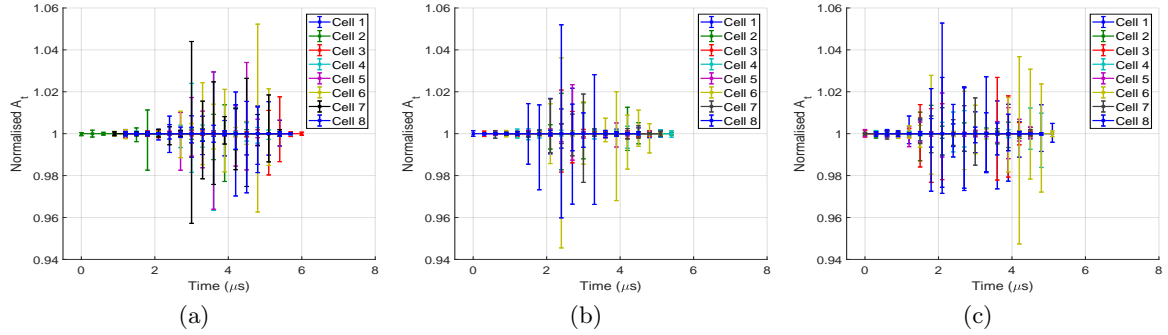 1.06
1.04
1.02
1
0.98
0.96
0.94
Normalised A_t
0
2
4
6
8
Time (μs)
Cell 1
Cell 2
Cell 3
Cell 4
Cell 5
Cell 6
Cell 7
Cell 8
(a)
1.06
1.04
1.02
1
0.98
0.96
0.94
Normalised A_t
0
2
4
6
8
Time (μs)
Cell 1
Cell 2
Cell 3
Cell 4
Cell 5
Cell 6
Cell 7
Cell 8
(b)
1.06
1.04
1.02
1
0.98
0.96
0.94
Normalised A_t
0
2
4
6
8
Time (μs)
Cell 1
Cell 2
Cell 3
Cell 4
Cell 5
Cell 6
Cell 7
Cell 8
(c)